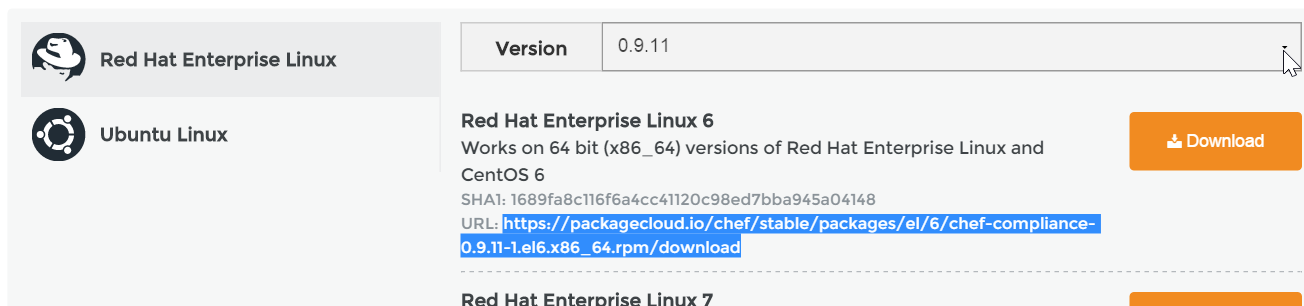 Red Hat Enterprise Linux
Ubuntu Linux
Version
0.9.11
Red Hat Enterprise Linux 6
Works on 64 bit (x86_64) versions of Red Hat Enterprise Linux and
CentOS 6
SHA1: 1689fa8c116f6a4cc41120c98ed7bba945a04148
URL: https://packagecloud.io/chef/stable/packages/el/6/chef-compliance-
0.9.11-1.el6.x86_64.rpm/download
Download
Red Hat Enterprise Linux 7